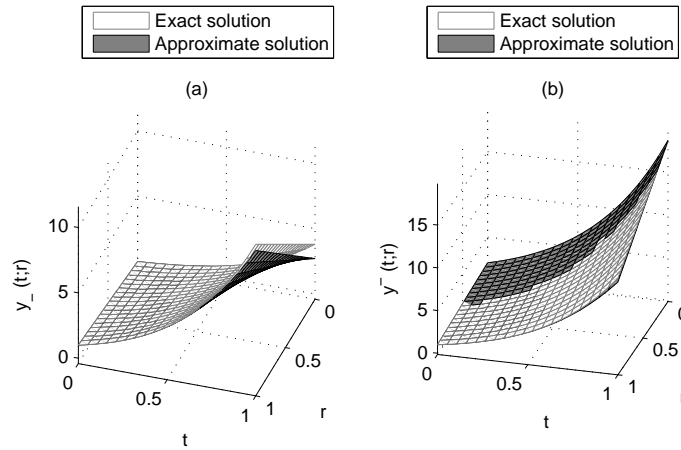 Exact solution
Approximate solution
(a)
y_ (t;r)
10
5
0
0
0.5
1
t
1
0.5
0
r
Exact solution
Approximate solution
(b)
y¯ (t;r)
15
10
5
0
0
0.5
1
t
1
0.5